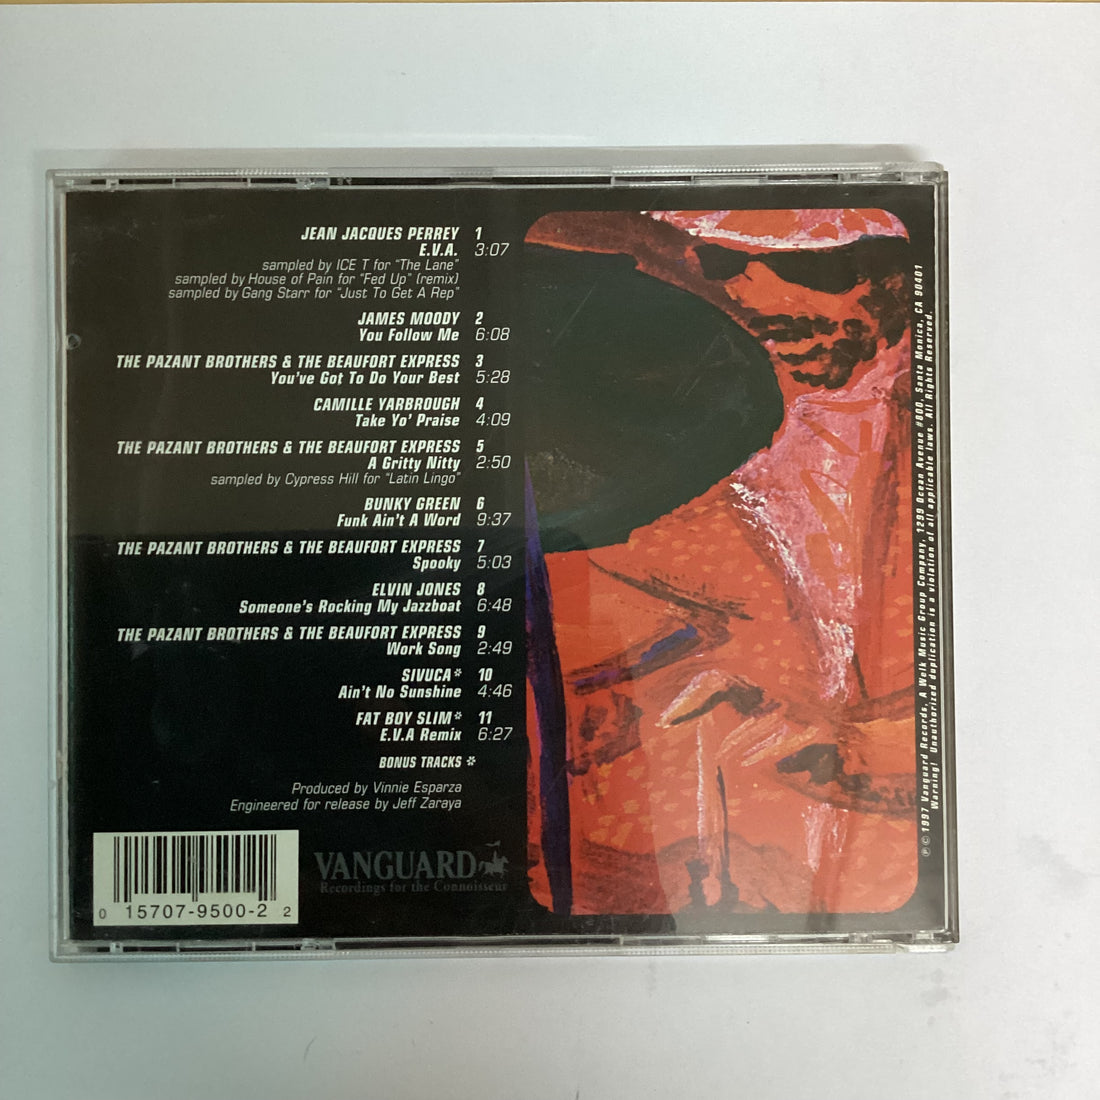 JEAN JACQUES PERREY 1
E.V.A. 3:07
sampled by ICE T for "The Lane"
sampled by House of Pain for "Fed Up" (remix)
sampled by Gang Starr for "Just To Get A Rep"
JAMES MOODY 2
You Follow Me 6:08
THE PAZANT BROTHERS & THE BEAUFORT EXPRESS 3
You've Got To Do Your Best 5:28
CAMILLE YARBROUGH 4
Take Yo' Praise 4:09
THE PAZANT BROTHERS & THE BEAUFORT EXPRESS 5
A Gritty Nitty 2:50
sampled by Cypress Hill for "Latin Lingo"
BUNKY GREEN 6
Funk Ain't A Word 9:37
THE PAZANT BROTHERS & THE BEAUFORT EXPRESS 7
Spooky 5:03
ELVIN JONES 8
Someone's Rocking My Jazzboat 6:48
THE PAZANT BROTHERS & THE BEAUFORT EXPRESS 9
Work Song 2:49
SIVUCA* 10
Ain't No Sunshine 4:46
FAT BOY SLIM* 11
E.V.A Remix 6:27
BONUS TRACKS *
Produced by Vinnie Esparza
Engineered for release by Jeff Zaraya
VANGUARD
Recordings for the Connoisseur
0 15707-9500-2 2
℗ © 1997 Vanguard Records, A Welk Music Group Company, 1299 Ocean Avenue #800, Santa Monica, CA 90401
Warning! Unauthorized duplication is a violation of all applicable laws. All Rights Reserved.